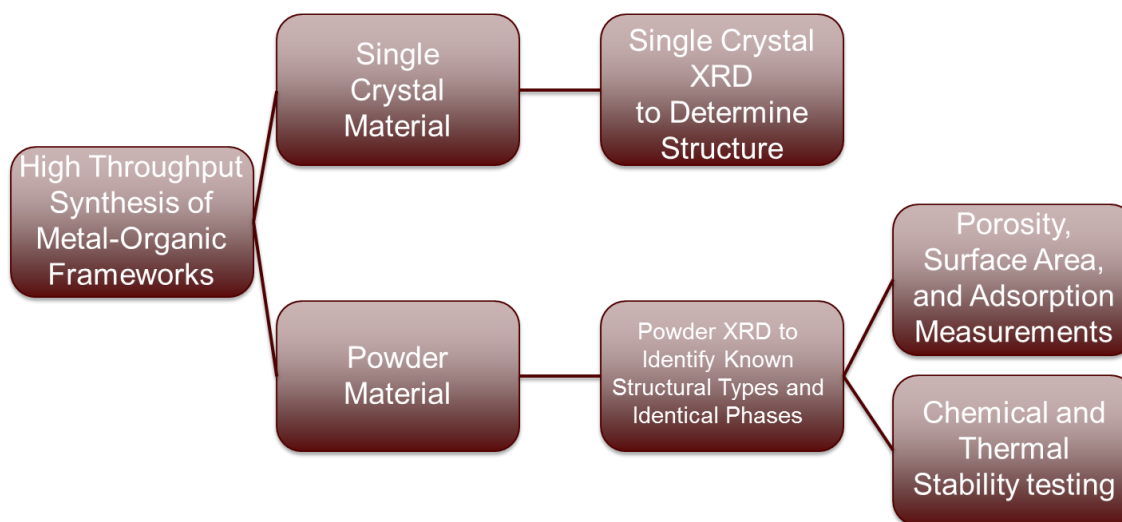 High Throughput
Synthesis of
Metal-Organic
Frameworks
Single
Crystal
Material
Single Crystal
XRD
to Determine
Structure
Powder
Material
Powder XRD to
Identify Known
Structural Types and
Identical Phases
Porosity,
Surface Area,
and Adsorption
Measurements
Chemical and
Thermal
Stability testing